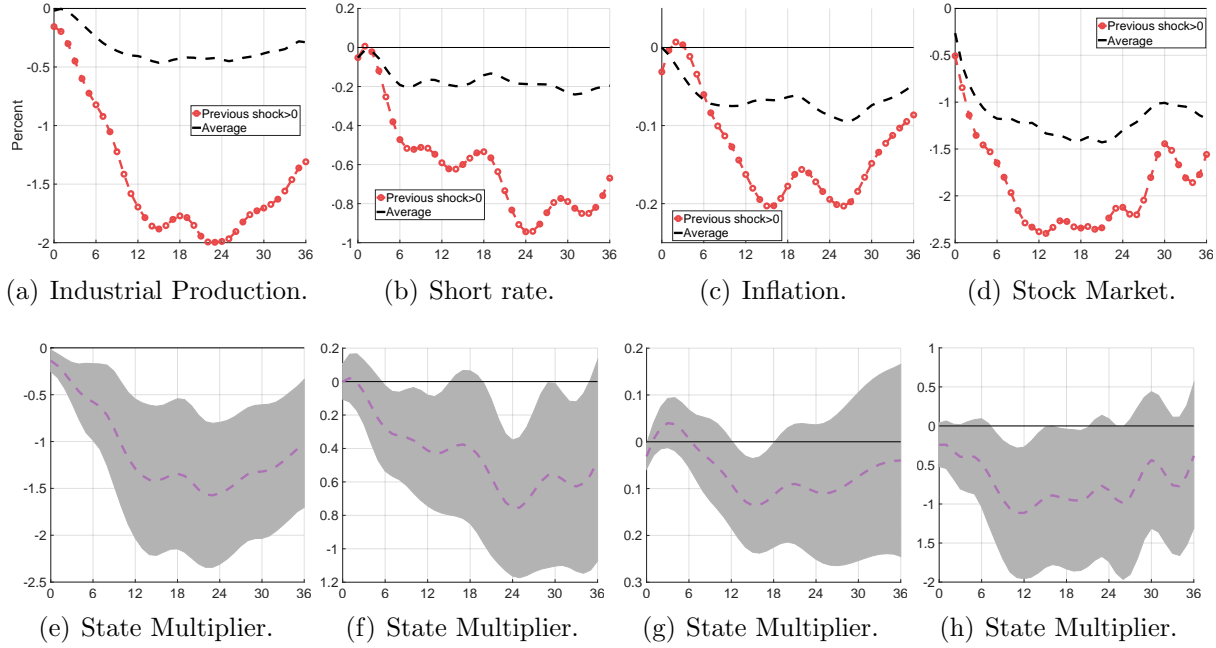 Percent
0
-0.5
-1
-1.5
-2
Previous shock>0
Average
0 6 12 18 24 30 36
(a) Industrial Production.
0.2
0
-0.2
-0.4
-0.6
-0.8
-1
Previous shock>0
Average
0 6 12 18 24 30 36
(b) Short rate.
0
-0.1
-0.2
Previous shock>0
Average
0 6 12 18 24 30 36
(c) Inflation.
0
-0.5
-1
-1.5
-2
-2.5
Previous shock>0
Average
0 6 12 18 24 30 36
(d) Stock Market.
0
-0.5
-1
-1.5
-2
-2.5
0 6 12 18 24 30 36
(e) State Multiplier.
0.2
0
0.2
0.4
0.6
0.8
1
1.2
0 6 12 18 24 30 36
(f) State Multiplier.
0.2
0.1
0
0.1
0.2
0.3
0 6 12 18 24 30 36
(g) State Multiplier.
1
0.5
0
0.5
-1
1.5
-2
0 6 12 18 24 30 36
(h) State Multiplier.